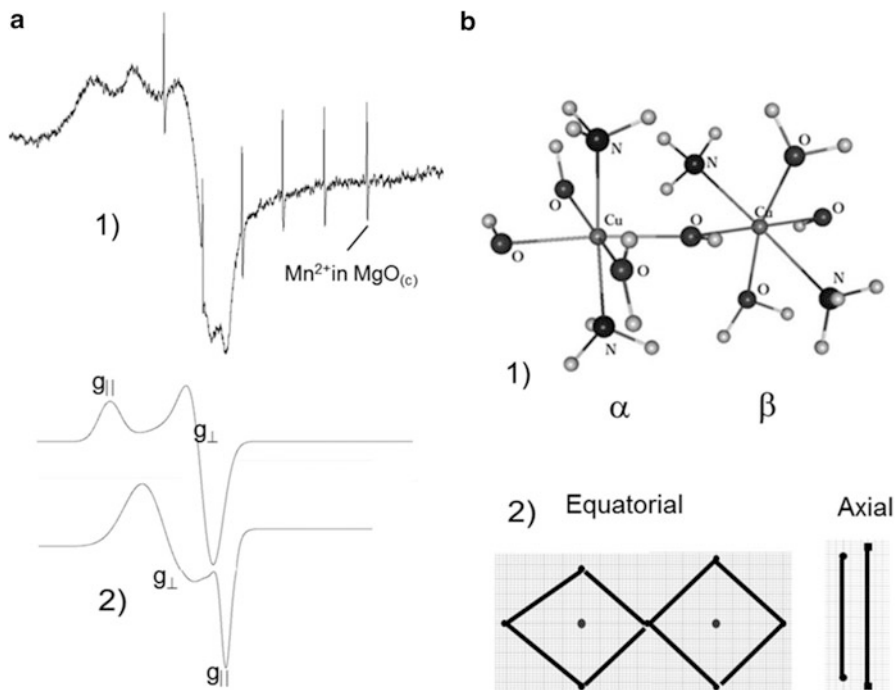 a
1)
Mn²⁺in MgO₍c₎
g||
g⊥
g⊥
2)
g||
b
N
N
O
O
Cu
Cu
O
O
O
O
O
N
N
1)
α
β
2)
Equatorial
Axial